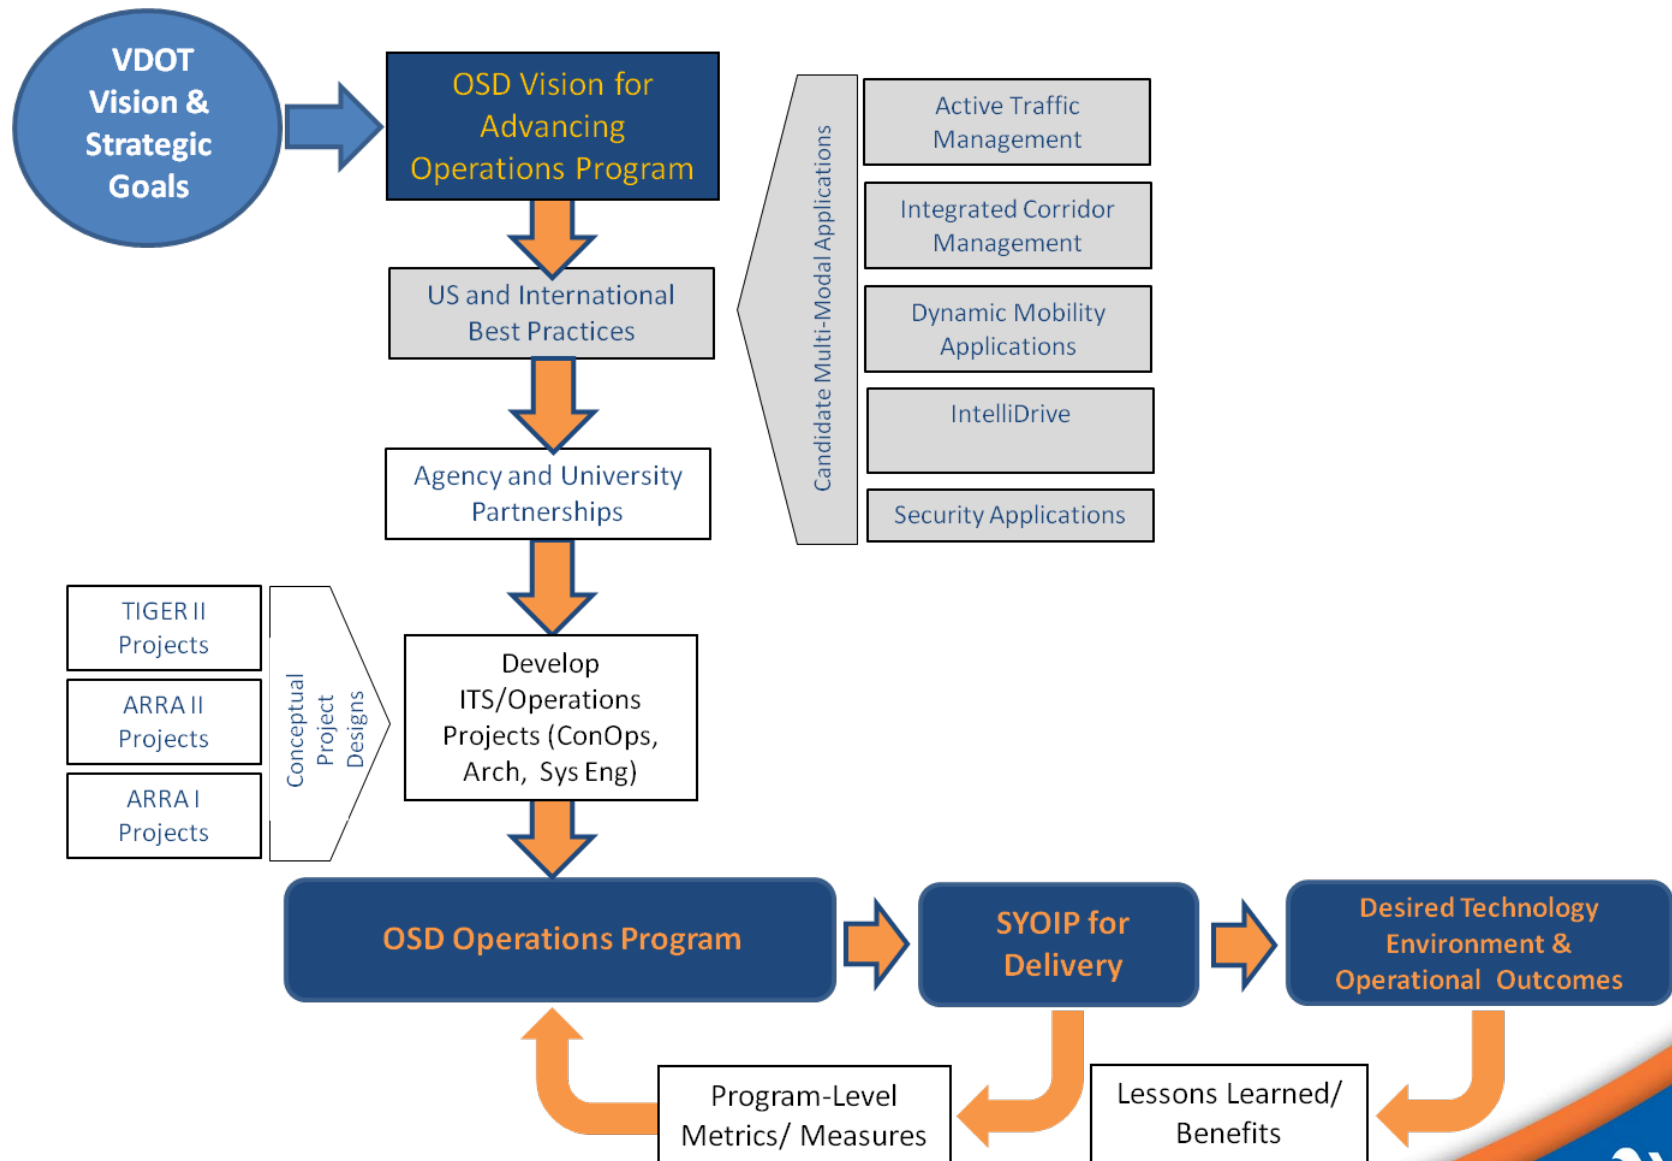 VDOT
Vision &
Strategic
Goals
OSD Vision for
Advancing
Operations Program
US and International
Best Practices
Agency and University
Partnerships
Candidate Multi-Modal Applications
Active Traffic
Management
Integrated Corridor
Management
Dynamic Mobility
Applications
IntelliDrive
Security Applications
TIGER II
Projects
ARRA II
Projects
ARRA I
Projects
Conceptual
Project
Designs
Develop
ITS/Operations
Projects (ConOps,
Arch, Sys Eng)
OSD Operations Program
SYOIP for
Delivery
Desired Technology
Environment &
Operational Outcomes
Program-Level
Metrics/ Measures
Lessons Learned/
Benefits